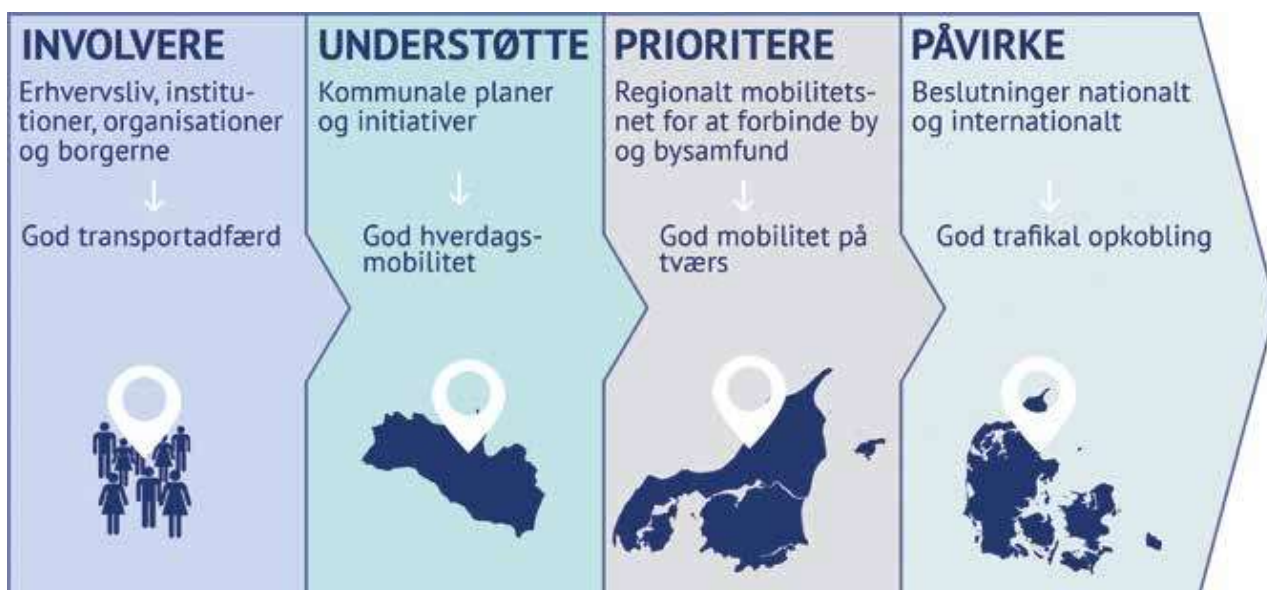 INVOLVERE
Erhvervsliv, institu-
tioner, organisationer
og borgerne
God transportadfærd
UNDERSTØTTE
Kommunale planer
og initiativer
God hverdags-
mobilitet
PRIORITERE
Regionalt mobilitets-
net for at forbinde by
og bysamfund
God mobilitet på
tværs
PÅVIRKE
Beslutninger nationalt
og internationalt
God trafikal opkobling